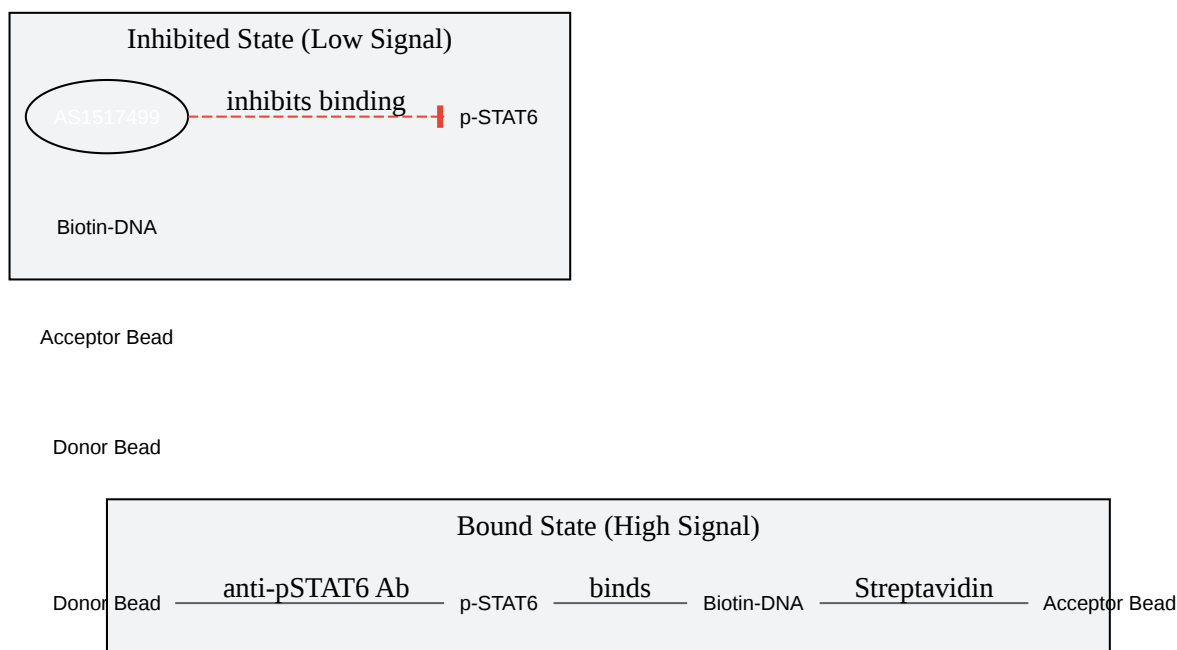 Inhibited State (Low Signal)
AS1517499
inhibits binding
p-STAT6
Biotin-DNA
Acceptor Bead
Donor Bead
Bound State (High Signal)
Donor Bead
anti-pSTAT6 Ab
p-STAT6
binds
Biotin-DNA
Streptavidin
Acceptor Bead